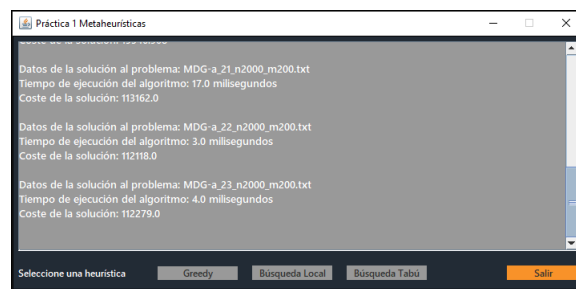 Práctica 1 Metaheurísticas
Datos de la solución al problema: MDG-a_21_n2000_m200.txt
Tiempo de ejecución del algoritmo: 17.0 milisegundos
Coste de la solución: 113162.0
Datos de la solución al problema: MDG-a_22_n2000_m200.txt
Tiempo de ejecución del algoritmo: 3.0 milisegundos
Coste de la solución: 112118.0
Datos de la solución al problema: MDG-a_23_n2000_m200.txt
Tiempo de ejecución del algoritmo: 4.0 milisegundos
Coste de la solución: 112279.0
Seleccione una heurística Greedy Búsqueda Local Búsqueda Tabú Salir